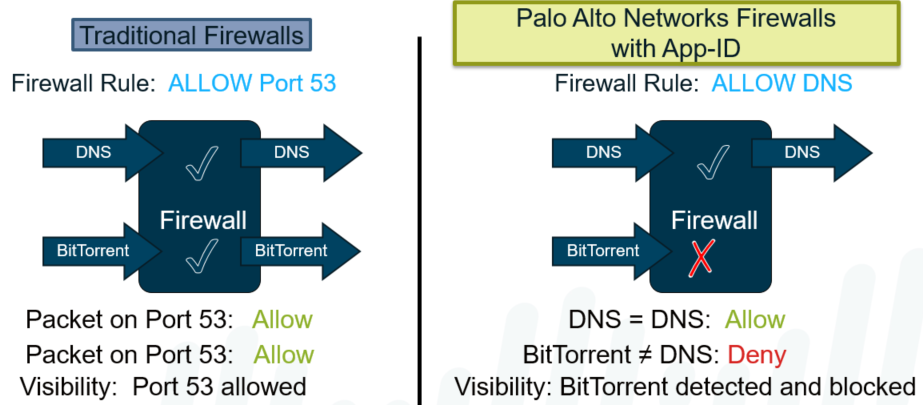 Traditional Firewalls
Firewall Rule: ALLOW Port 53
DNS
DNS
Firewall
BitTorrent
BitTorrent
Packet on Port 53: Allow
Packet on Port 53: Allow
Visibility: Port 53 allowed
Palo Alto Networks Firewalls
with App-ID
Firewall Rule: ALLOW DNS
DNS
DNS
Firewall
BitTorrent
DNS = DNS: Allow
BitTorrent ≠ DNS: Deny
Visibility: BitTorrent detected and blocked